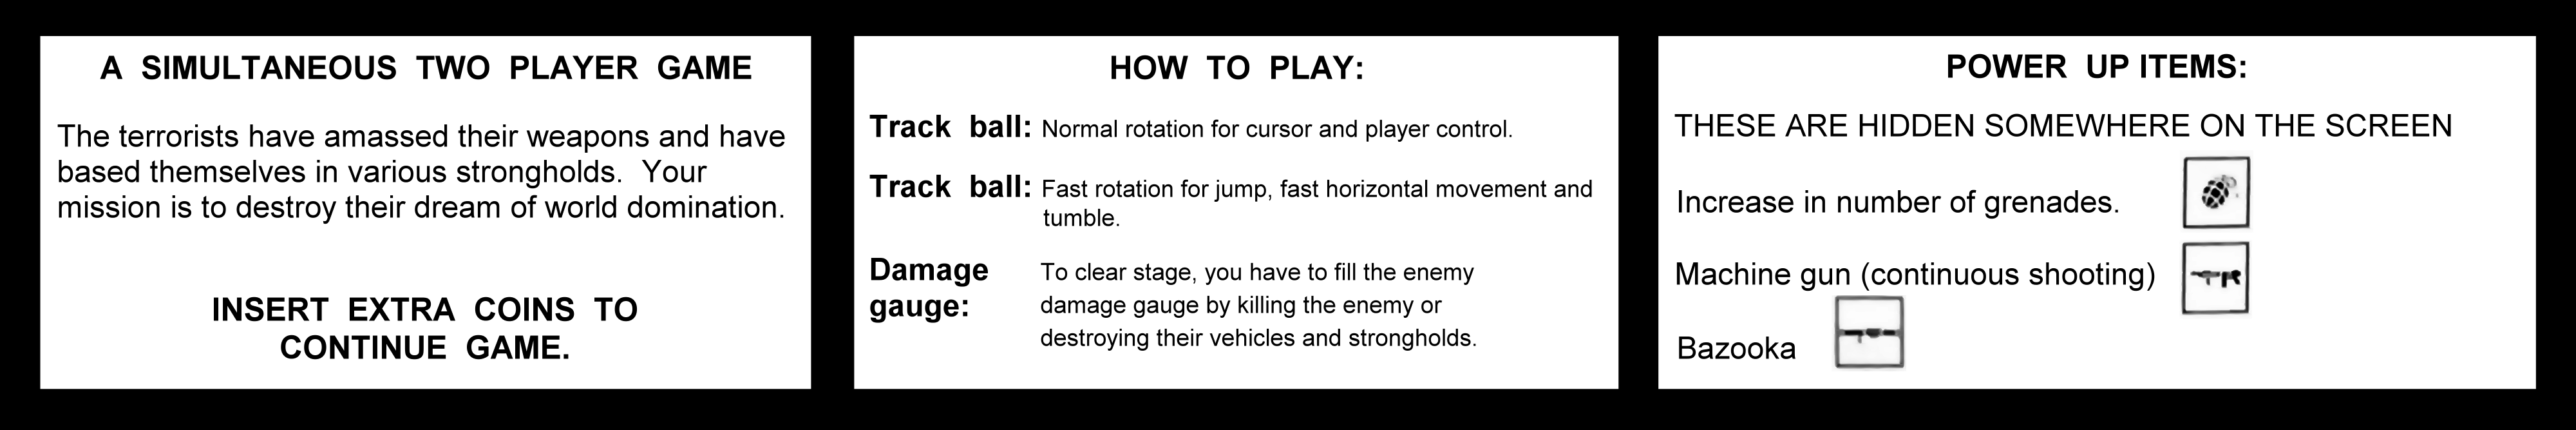 A SIMULTANEOUS TWO PLAYER GAME
The terrorists have amassed their weapons and have
based themselves in various strongholds. Your
mission is to destroy their dream of world domination.
INSERT EXTRA COINS TO
CONTINUE GAME.
HOW TO PLAY:
Track ball: Normal rotation for cursor and player control.
Track ball: Fast rotation for jump, fast horizontal movement and
tumble.
Damage gauge: To clear stage, you have to fill the enemy
damage gauge by killing the enemy or
destroying their vehicles and strongholds.
POWER UP ITEMS:
THESE ARE HIDDEN SOMEWHERE ON THE SCREEN
Increase in number of grenades.
Machine gun (continuous shooting)
Bazooka